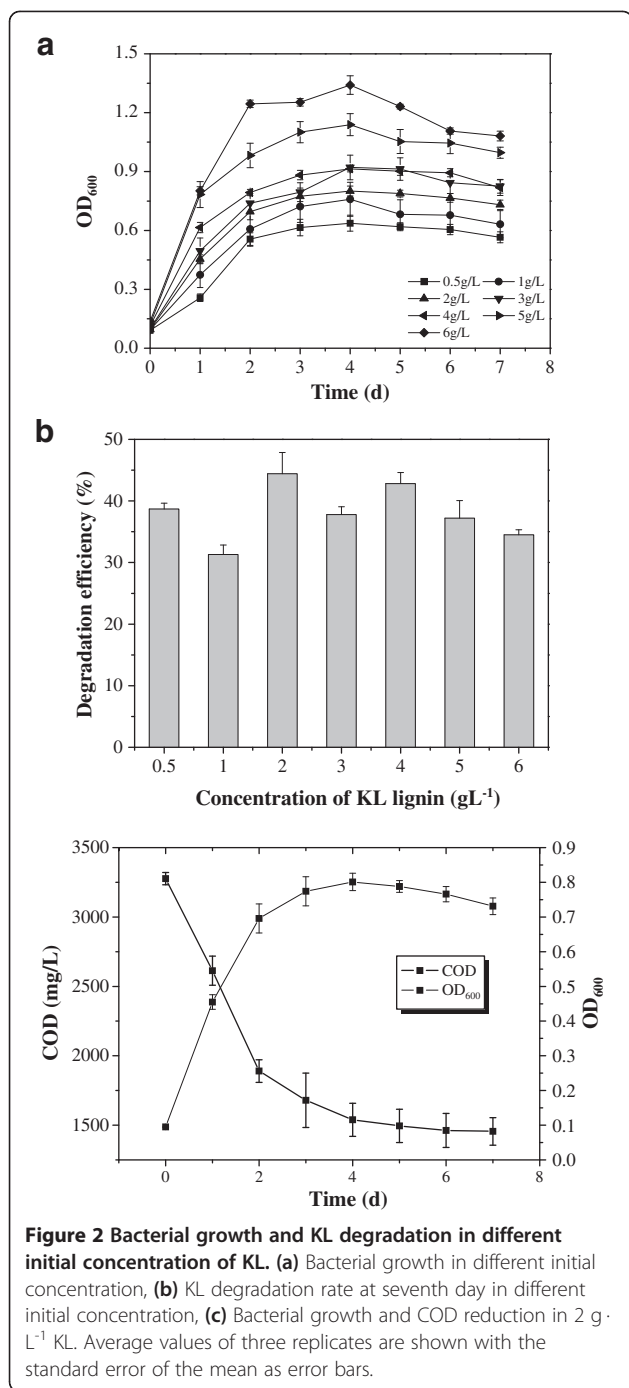 a
1.5
1.2
0.9
0.6
0.3
0.0
OD600
0.5g/L 1g/L
2g/L 3g/L
4g/L 5g/L
6g/L
0 1 2 3 4 5 6 7 8
Time (d)
b
50
40
30
20
10
0
Degradation efficiency (%)
0.5 1 2 3 4 5 6
Concentration of KL lignin (gL-1)
3500
3000
2500
2000
1500
COD (mg/L)
COD
OD600
0.9
0.8
0.7
0.6
0.5
0.4
0.3
0.2
0.1
0.0
OD600
0 2 4 6 8
Time (d)
Figure 2 Bacterial growth and KL degradation in different
initial concentration of KL. (a) Bacterial growth in different initial
concentration, (b) KL degradation rate at seventh day in different
initial concentration, (c) Bacterial growth and COD reduction in 2 g ·
L-1 KL. Average values of three replicates are shown with the
standard error of the mean as error bars.